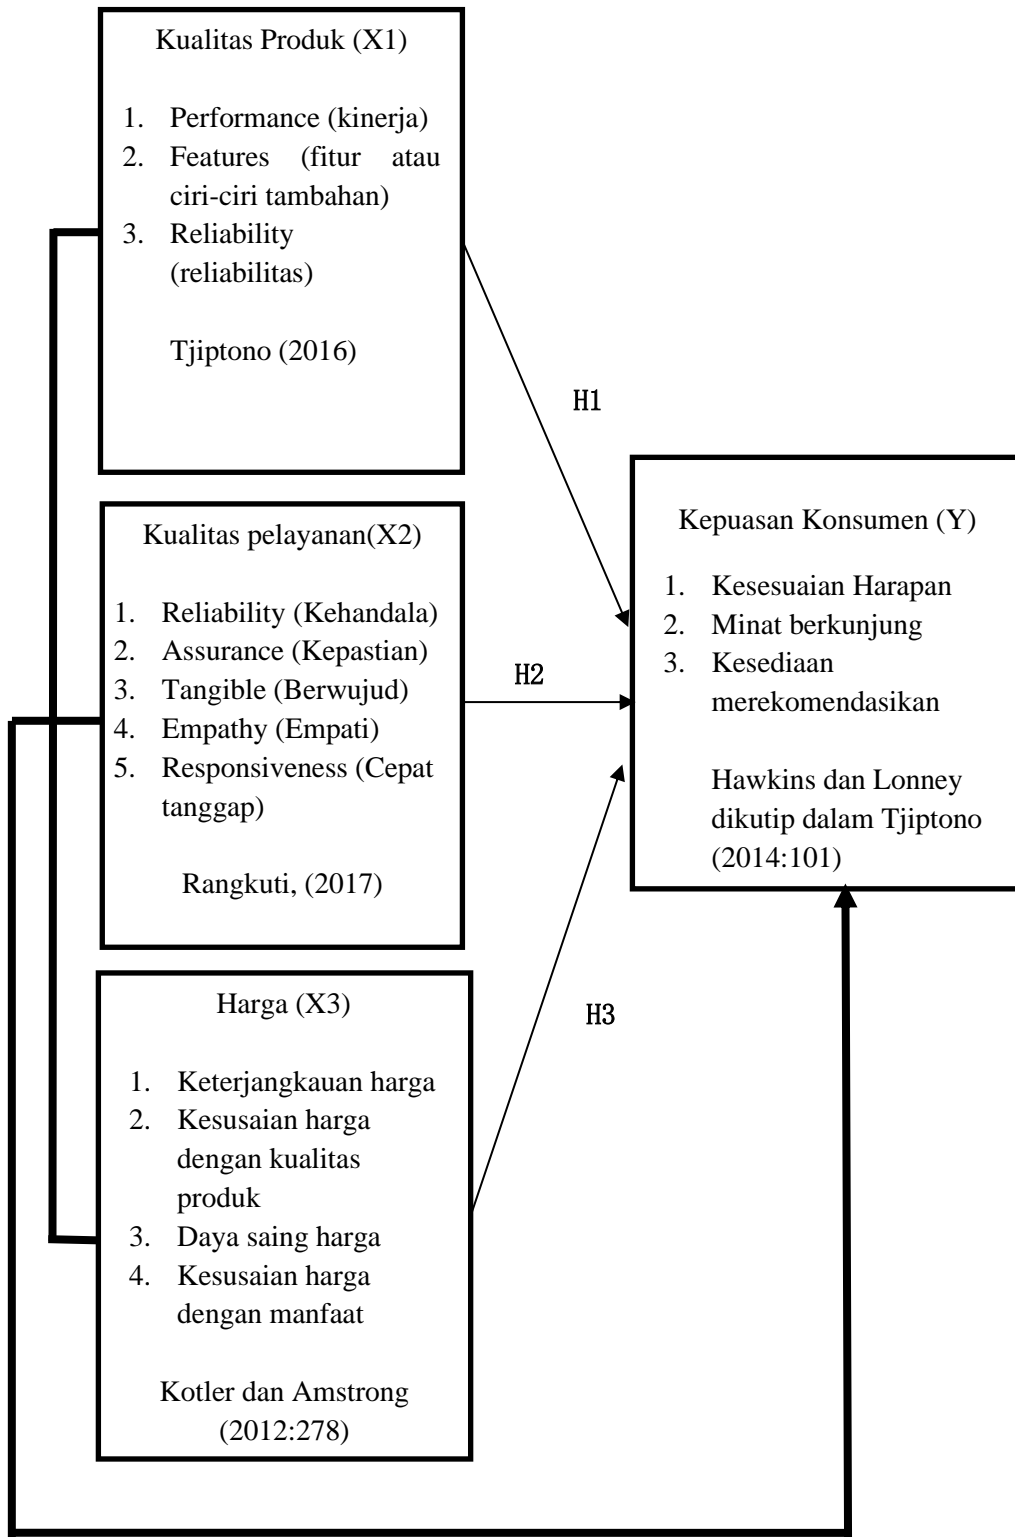 Kualitas Produk (X1)
1. Performance (kinerja)
2. Features (fitur atau
ciri-ciri tambahan)
3. Reliability
(reliabilitas)
Tjiptono (2016)
H1
Kualitas pelayanan(X2)
1. Reliability (Kehandala)
2. Assurance (Kepastian)
3. Tangible (Berwujud)
4. Empathy (Empati)
5. Responsiveness (Cepat
tanggap)
Rangkuti, (2017)
H2
Kepuasan Konsumen (Y)
1. Kesesuaian Harapan
2. Minat berkunjung
3. Kesediaan
merekomendasikan
Hawkins dan Lonney
dikutip dalam Tjiptono
(2014:101)
Harga (X3)
1. Keterjangkauan harga
2. Kesusaian harga
dengan kualitas
produk
3. Daya saing harga
4. Kesusaian harga
dengan manfaat
Kotler dan Amstrong
(2012:278)
H3